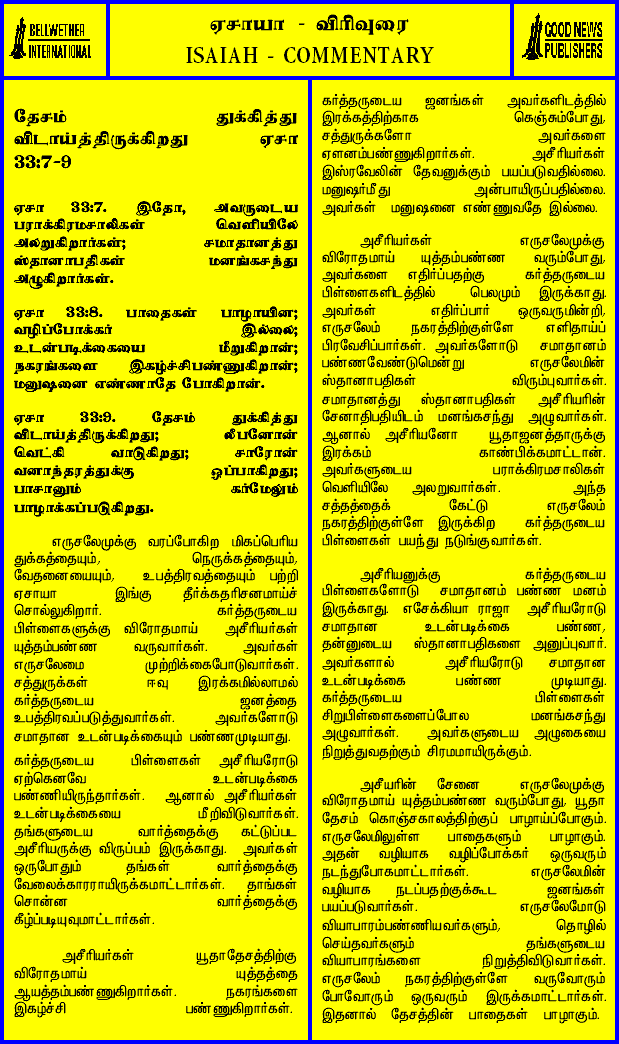 BELLWETHER
INTERNATIONAL
ஏசாயா - விரிவுரை
ISAIAH - COMMENTARY
GOOD NEWS
PUBLISHERS
தேசம் துக்கித்து
விடாய்த்திருக்கிறது ஏசா
33:7-9
ஏசா 33:7. இதோ, அவருடைய
பராக்கிரமசாலிகள் வெளியிலே
அலறுகிறார்கள்; சமாதானத்து
ஸ்தானாபதிகள் மனங்கசந்து
அழுகிறார்கள்.
ஏசா 33:8. பாதைகள் பாழாயின;
வழிப்போக்கர் இல்லை;
உடன்படிக்கையை மீறுகிறான்;
நகரங்களை இகழ்ச்சிபண்ணுகிறான்;
மனுஷனை எண்ணாதே போகிறான்.
ஏசா 33:9. தேசம் துக்கித்து
விடாய்த்திருக்கிறது; லீபனோன்
வெட்கி வாடுகிறது; சாரோன்
வனாந்தரத்துக்கு ஒப்பாகிறது;
பாசானும் கர்மேலும்
பாழாக்கப்படுகிறது.
எருசலேமுக்கு வரப்போகிற மிகப்பெரிய
துக்கத்தையும், நெருக்கத்தையும்,
வேதனையையும், உபத்திரவத்தையும் பற்றி
ஏசாயா இங்கு தீர்க்கதரிசனமாய்ச்
சொல்லுகிறார். கர்த்தருடைய
பிள்ளைகளுக்கு விரோதமாய் அசீரியர்கள்
யுத்தம்பண்ண வருவார்கள். அவர்கள்
எருசலேமை முற்றிக்கைபோடுவார்கள்.
சத்துருக்கள் ஈவு இரக்கமில்லாமல்
கர்த்தருடைய ஜனத்தை
உபத்திரவப்படுத்துவார்கள். அவர்களோடு
சமாதான உடன்படிக்கையும் பண்ணமுடியாது.
கர்த்தருடைய பிள்ளைகள் அசீரியரோடு
ஏற்கெனவே உடன்படிக்கை
பண்ணியிருந்தார்கள். ஆனால் அசீரியர்கள்
உடன்படிக்கையை மீறிவிடுவார்கள்.
தங்களுடைய வார்த்தைக்கு கட்டுப்பட
அசீரியருக்கு விருப்பம் இருக்காது. அவர்கள்
ஒருபோதும் தங்கள் வார்த்தைக்கு
வேலைக்காரராயிருக்கமாட்டார்கள். தாங்கள்
சொன்ன வார்த்தைக்கு
கீழ்ப்படியவுமாட்டார்கள்.
அசீரியர்கள் யூதாதேசத்திற்கு
விரோதமாய் யுத்தத்தை
ஆயத்தம்பண்ணுகிறார்கள். நகரங்களை
இகழ்ச்சி பண்ணுகிறார்கள்.
கர்த்தருடைய ஜனங்கள் அவர்களிடத்தில்
இரக்கத்திற்காக கெஞ்சும்போது,
சத்துருக்களோ அவர்களை
ஏளனம்பண்ணுகிறார்கள். அசீரியர்கள்
இஸ்ரவேலின் தேவனுக்கும் பயப்படுவதில்லை.
மனுஷர்மீது அன்பாயிருப்பதில்லை.
அவர்கள் மனுஷனை எண்ணுவதே இல்லை.
அசீரியர்கள் எருசலேமுக்கு
விரோதமாய் யுத்தம்பண்ண வரும்போது,
அவர்களை எதிர்ப்பதற்கு கர்த்தருடைய
பிள்ளைகளிடத்தில் பெலமும் இருக்காது.
அவர்கள் எதிர்ப்பார் ஒருவருமின்றி,
எருசலேம் நகரத்திற்குள்ளே எளிதாய்ப்
பிரவேசிப்பார்கள். அவர்களோடு சமாதானம்
பண்ணவேண்டுமென்று எருசலேமின்
ஸ்தானாபதிகள் விரும்புவார்கள்.
சமாதானத்து ஸ்தானாபதிகள் அசீரியரின்
சேனாதிபதியிடம் மனங்கசந்து அழுவார்கள்.
ஆனால் அசீரியனோ யூதாஜனத்தாருக்கு
இரக்கம் காண்பிக்கமாட்டான்.
அவர்களுடைய பராக்கிரமசாலிகள்
வெளியிலே அலறுவார்கள். அந்த
சத்தத்தைக் கேட்டு எருசலேம்
நகரத்திற்குள்ளே இருக்கிற கர்த்தருடைய
பிள்ளைகள் பயந்து நடுங்குவார்கள்.
அசீரியனுக்கு கர்த்தருடைய
பிள்ளைகளோடு சமாதானம் பண்ண மனம்
இருக்காது. எசேக்கியா ராஜா அசீரியரோடு
சமாதான உடன்படிக்கை பண்ண,
தன்னுடைய ஸ்தானாபதிகளை அனுப்புவார்.
அவர்களால் அசீரியரோடு சமாதான
உடன்படிக்கை பண்ண முடியாது.
கர்த்தருடைய பிள்ளைகள்
சிறுபிள்ளைகளைப்போல மனங்கசந்து
அழுவார்கள். அவர்களுடைய அழுகையை
நிறுத்துவதற்கும் சிரமமாயிருக்கும்.
அசீயரின் சேனை எருசலேமுக்கு
விரோதமாய் யுத்தம்பண்ண வரும்போது, யூதா
தேசம் கொஞ்சகாலத்திற்குப் பாழாய்ப்போகும்.
எருசலேமிலுள்ள பாதைகளும் பாழாகும்.
அதன் வழியாக வழிப்போக்கர் ஒருவரும்
நடந்துபோகமாட்டார்கள். எருசலேமின்
வழியாக நடப்பதற்குக்கூட ஜனங்கள்
பயப்படுவார்கள். எருசலேமோடு
வியாபாரம்பண்ணியவர்களும், தொழில்
செய்தவர்களும் தங்களுடைய
வியாபாரங்களை நிறுத்திவிடுவார்கள்.
எருசலேம் நகரத்திற்குள்ளே வருவோரும்
போவோரும் ஒருவரும் இருக்கமாட்டார்கள்.
இதனால் தேசத்தின் பாதைகள் பாழாகும்.